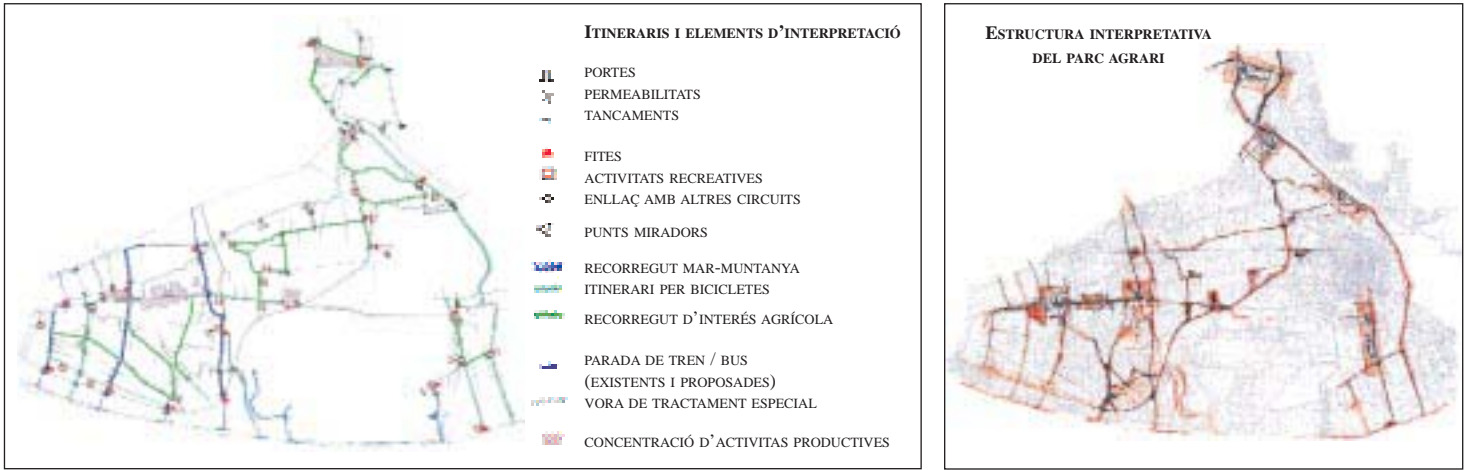 ITINERARIS I ELEMENTS D'INTERPRETACIÓ
PORTES
PERMEABILITATS
TANCAMENTS
FITES
ACTIVITATS RECREATIVES
ENLLAÇ AMB ALTRES CIRCUITS
PUNTS MIRADORS
RECORREGUT MAR-MUNTANYA
ITINERARI PER BICICLETES
RECORREGUT D'INTERÉS AGRÍCOLA
PARADA DE TREN / BUS
(EXISTENTS I PROPOSADES)
VORA DE TRACTAMENT ESPECIAL
CONCENTRACIÓ D'ACTIVITAS PRODUCTIVES
ESTRUCTURA INTERPRETATIVA
DEL PARC AGRARI